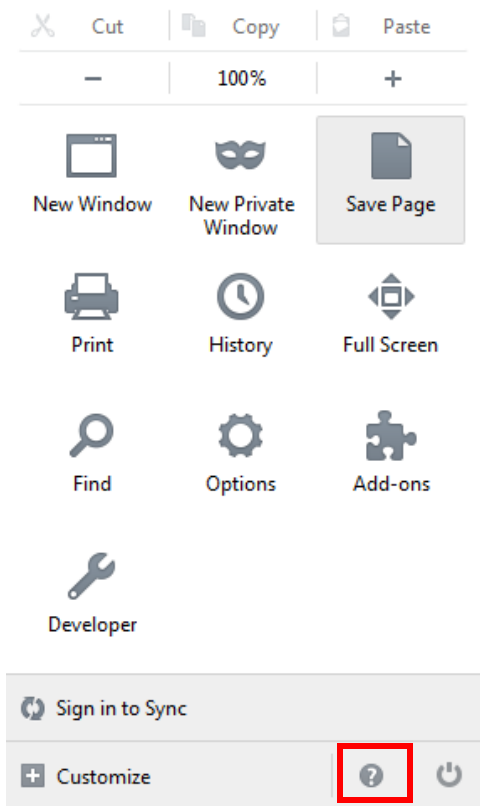 Cut Copy Paste
− 100% +
New Window New Private Window Save Page
Print History Full Screen
Find Options Add-ons
Developer
Sign in to Sync
Customize ?